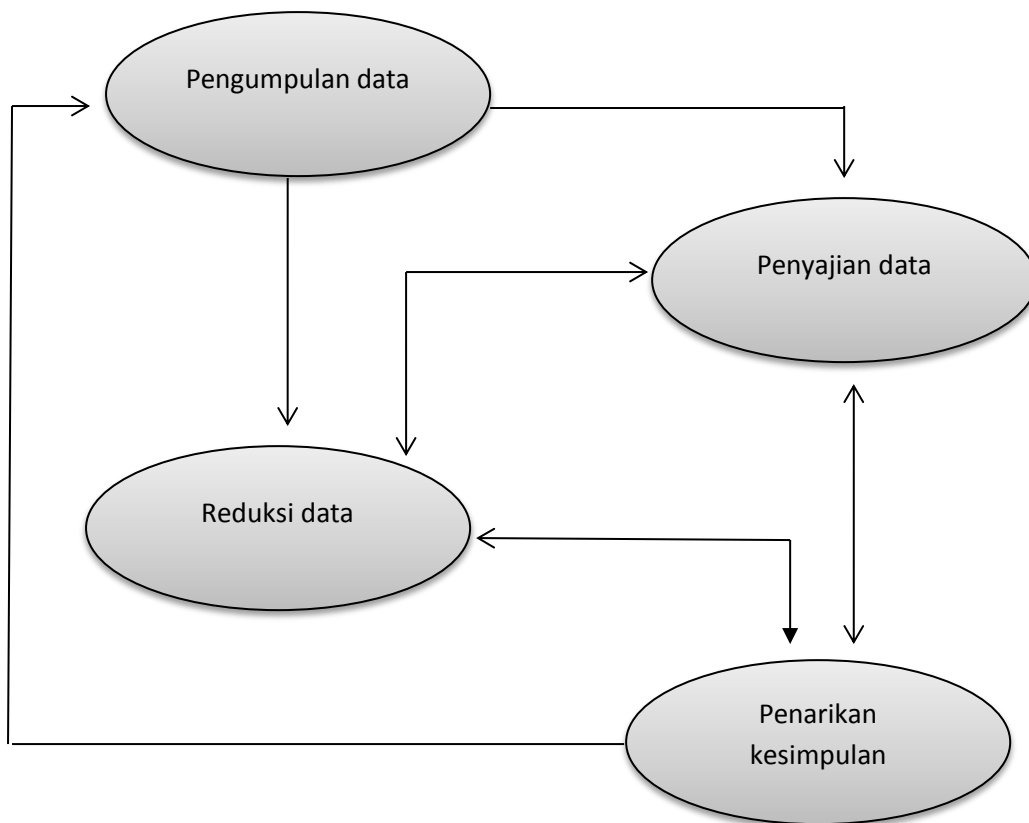 Pengumpulan data
Penyajian data
Reduksi data
Penarikan
kesimpulan